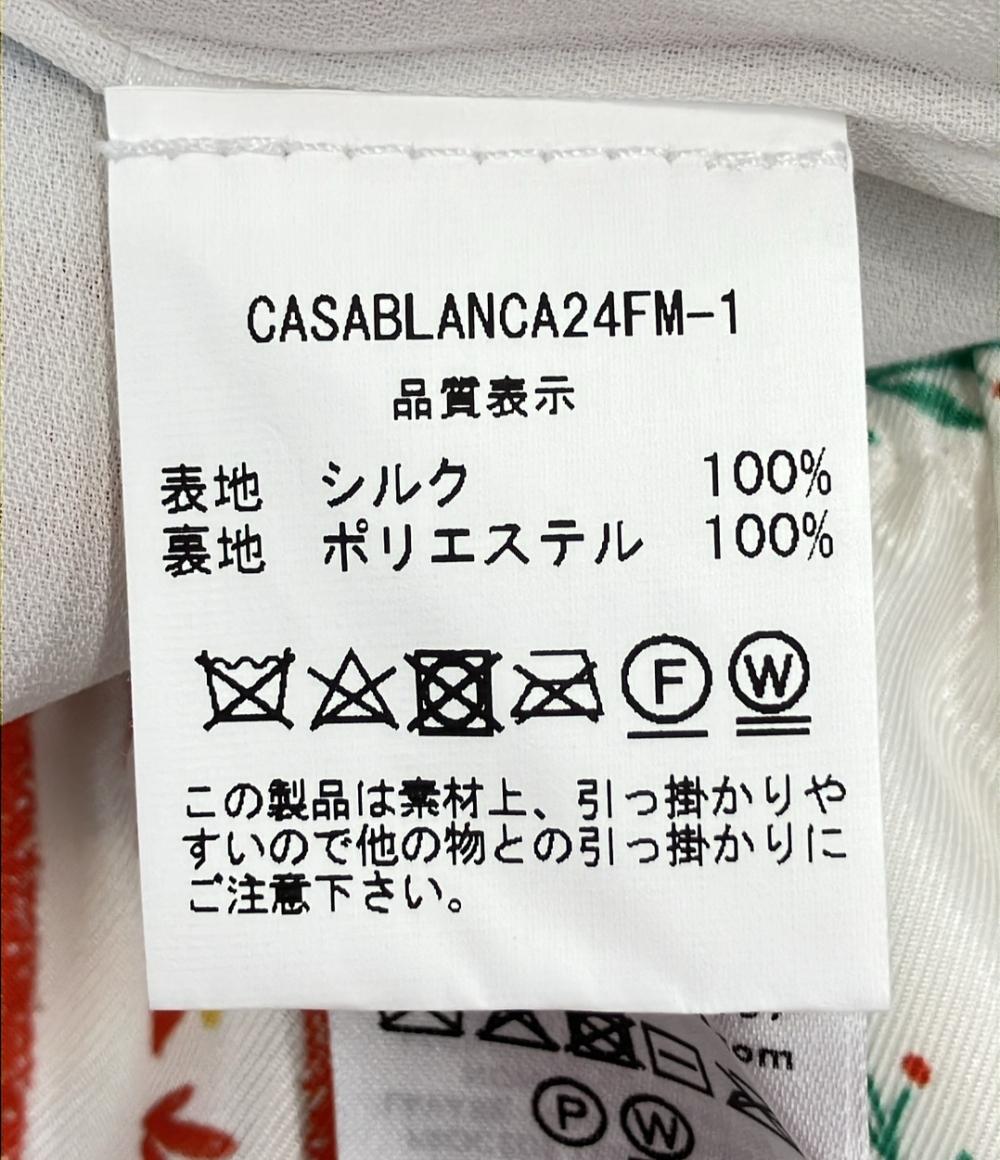 CASABLANCA24FM-1
品質表示
表地 シルク 100%
裏地 ポリエステル 100%
F W
この製品は素材上、引っ掛かりや
すいので他の物との引っ掛かりに
ご注意下さい。
om
P W